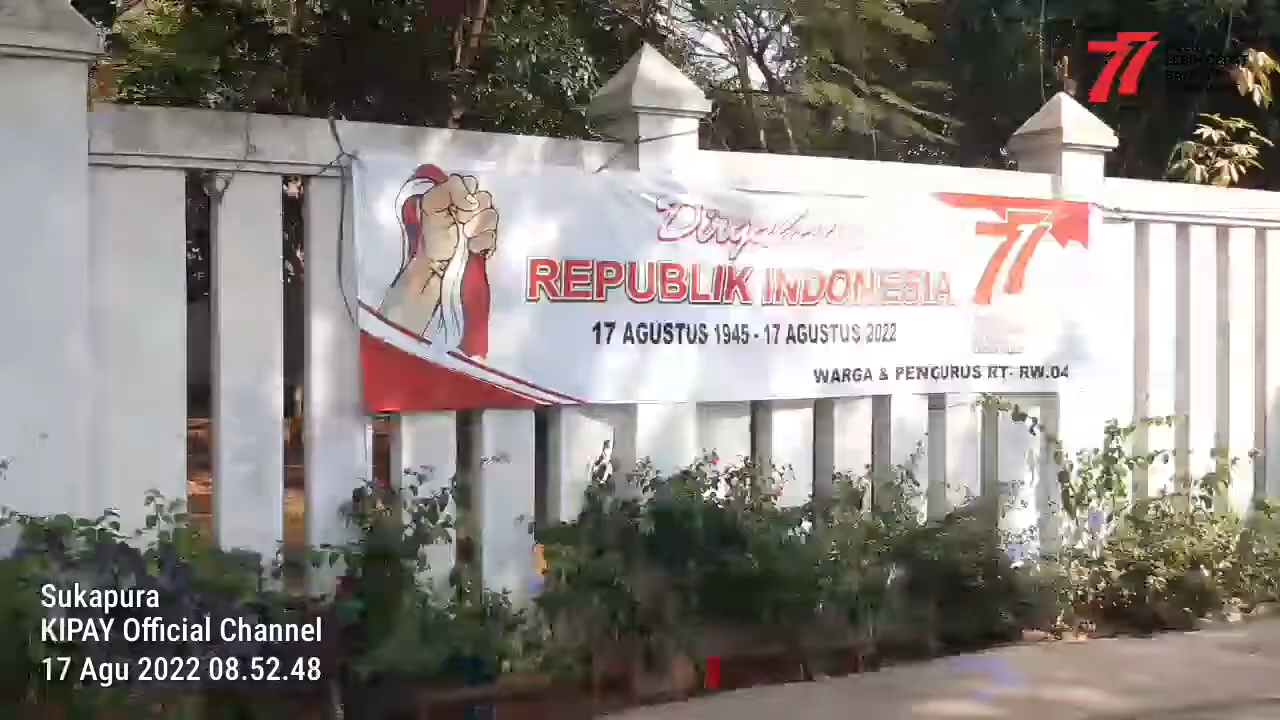 77
Dirgahayu
REPUBLIK INDONESIA
77
17 AGUSTUS 1945 - 17 AGUSTUS 2022
WARGA & PENGURUS RT- RW.04
Sukapura
KIPAY Official Channel
17 Agu 2022 08.52.48